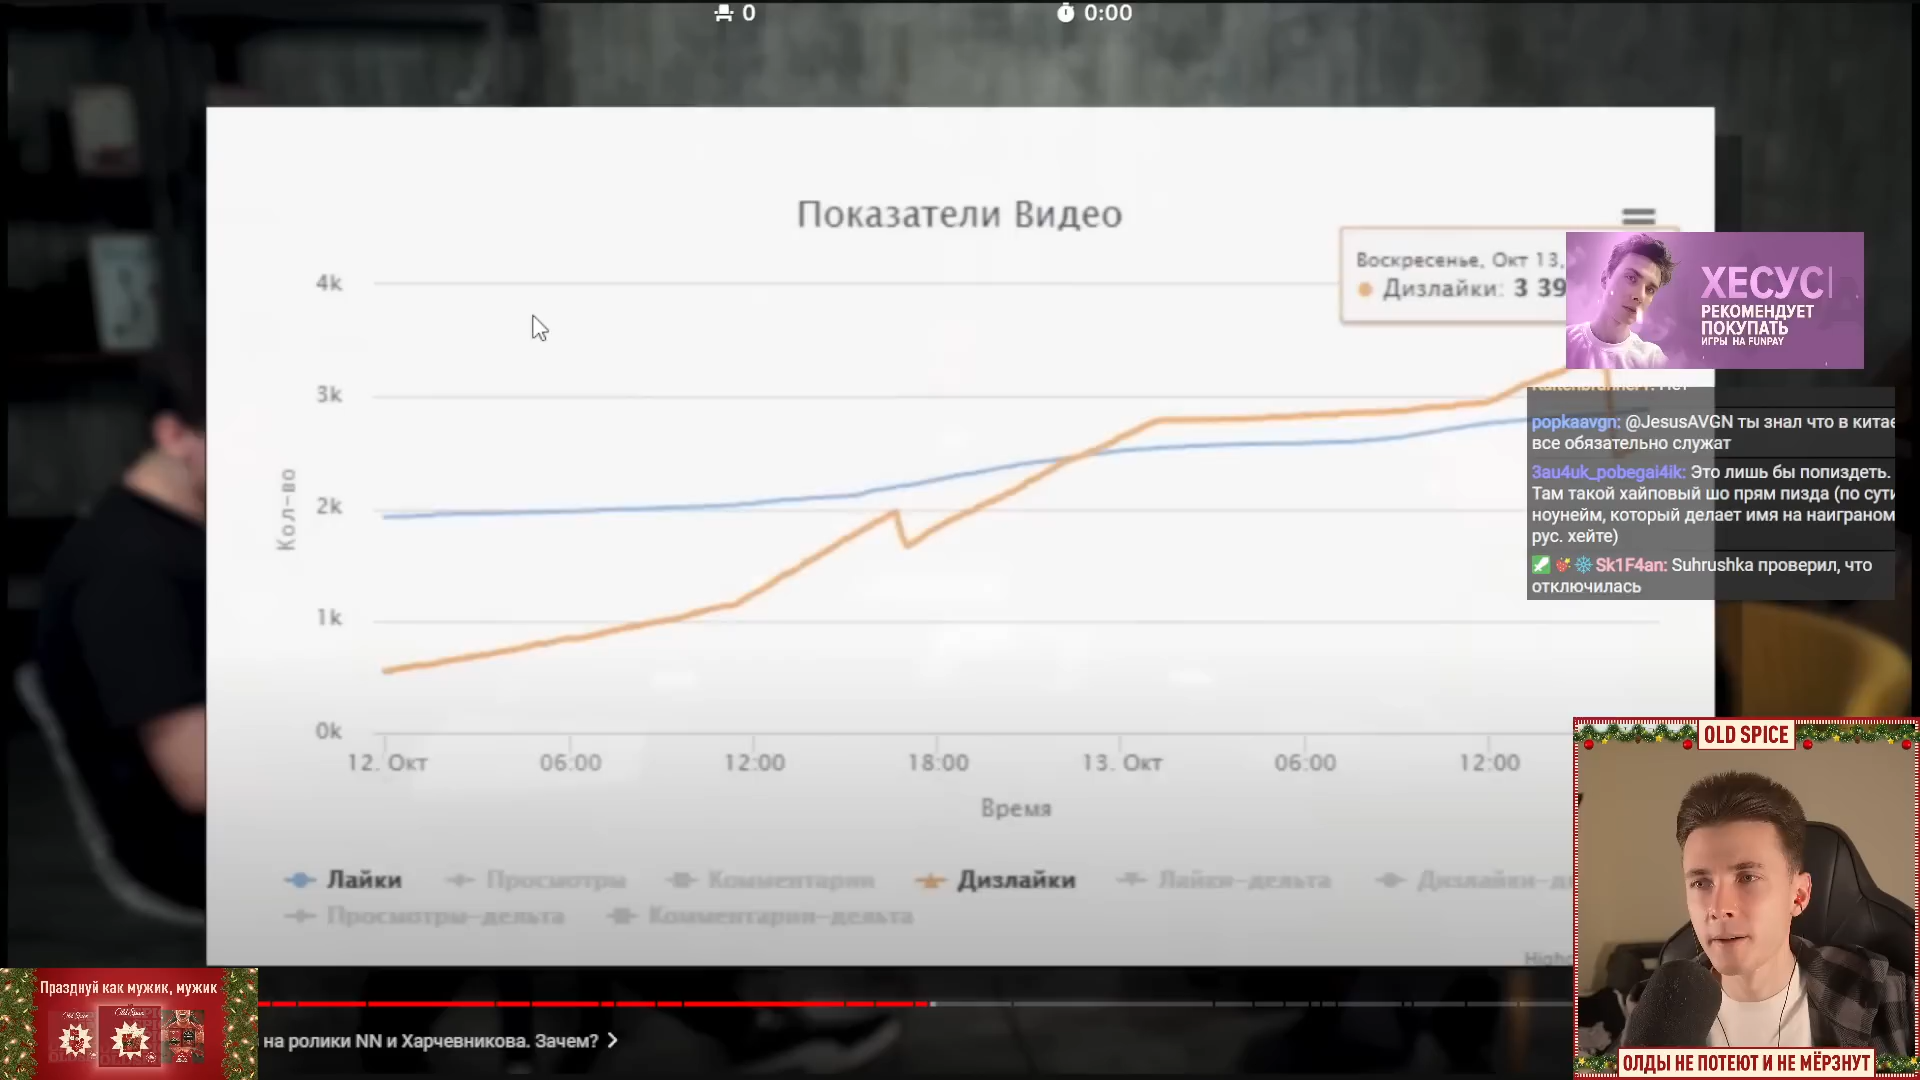 0
0:00
Показатели Видео
Воскресенье, Окт 13,
Дизлайки: 3 39
4k
3k
2k
1k
0k
Кол-во
12. Окт
06:00
12:00
18:00
13. Окт
06:00
12:00
Время
Лайки
Просмотры
Комментарии
Дизлайки
Лайки-дельта
Просмотры-дельта
Комментарии-дельта
ХЕСУС
РЕКОМЕНДУЕТ
ПОКУПАТЬ
ИГРЫ НА FUNPAY
popkaavgn: @JesusAVGN ты знал что в китае
все обязательно служат
3au4uk_pobegai4ik: Это лишь бы попиздеть.
Там такой хайповый шо прям пизда (по сути
ноунейм, который делает имя на наиграном
рус. хейте)
Sk1F4an: Suhrushka проверил, что
отключилась
OLD SPICE
ОЛДЫ НЕ ПОТЕЮТ И НЕ МЁРЗНУТ
Празднуй как мужик, мужик
на ролики NN и Харчевникова. Зачем?